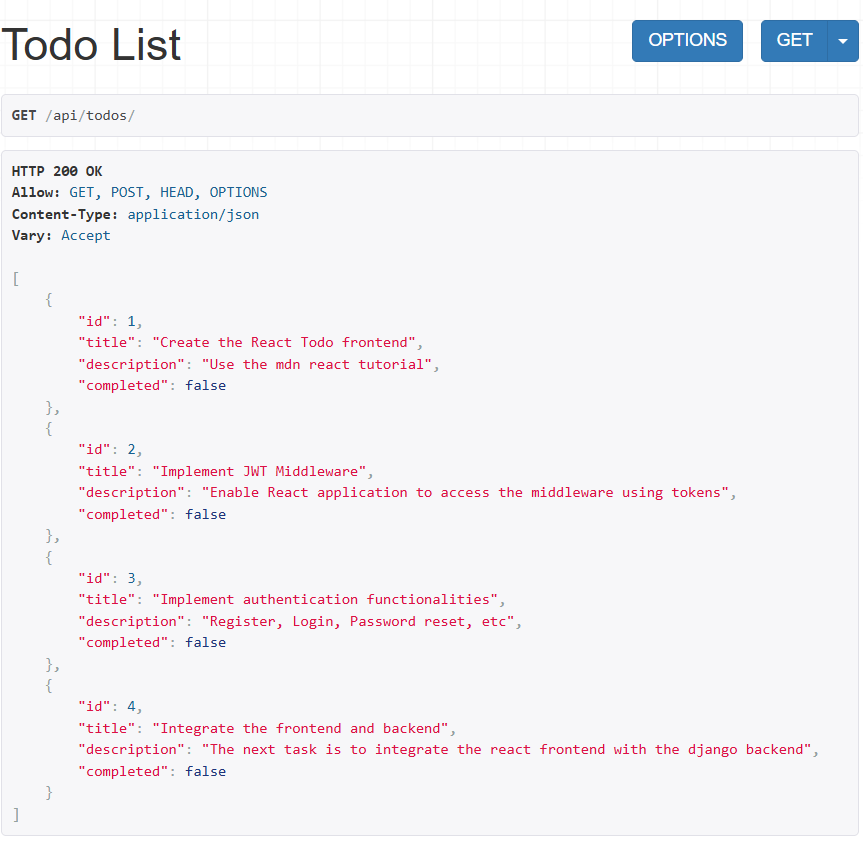 Todo List
OPTIONS
GET
GET /api/todos/
HTTP 200 OK
Allow: GET, POST, HEAD, OPTIONS
Content-Type: application/json
Vary: Accept
[
    {
        "id": 1,
        "title": "Create the React Todo frontend",
        "description": "Use the mdn react tutorial",
        "completed": false
    },
    {
        "id": 2,
        "title": "Implement JWT Middleware",
        "description": "Enable React application to access the middleware using tokens",
        "completed": false
    },
    {
        "id": 3,
        "title": "Implement authentication functionalities",
        "description": "Register, Login, Password reset, etc",
        "completed": false
    },
    {
        "id": 4,
        "title": "Integrate the frontend and backend",
        "description": "The next task is to integrate the react frontend with the django backend",
        "completed": false
    }
]